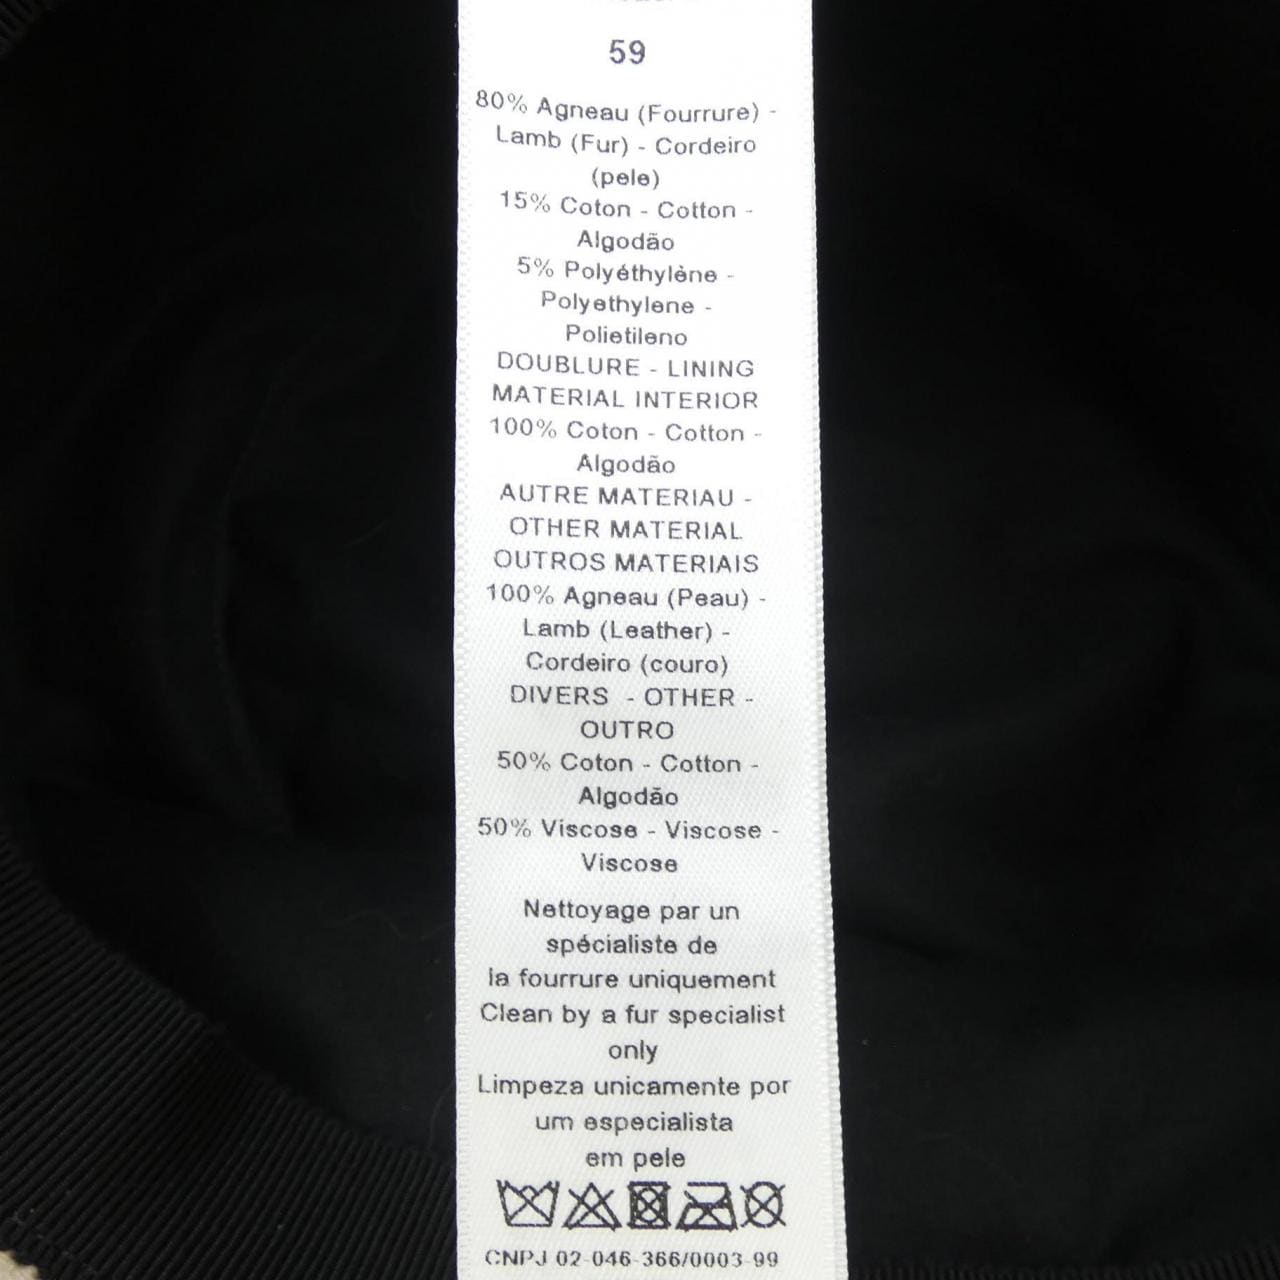 59
80% Agneau (Fourrure) -
Lamb (Fur) - Cordeiro
(pele)
15% Coton - Cotton -
Algodão
5% Polyéthylène -
Polyethylene -
Polietileno
DOUBLURE - LINING
MATERIAL INTERIOR
100% Coton - Cotton -
Algodão
AUTRE MATERIAU -
OTHER MATERIAL
OUTROS MATERIAIS
100% Agneau (Peau) -
Lamb (Leather) -
Cordeiro (couro)
DIVERS - OTHER -
OUTRO
50% Coton - Cotton -
Algodão
50% Viscose - Viscose -
Viscose
Nettoyage par un
spécialiste de
la fourrure uniquement
Clean by a fur specialist
only
Limpeza unicamente por
um especialista
em pele
CNPJ 02-046-366/0003-99